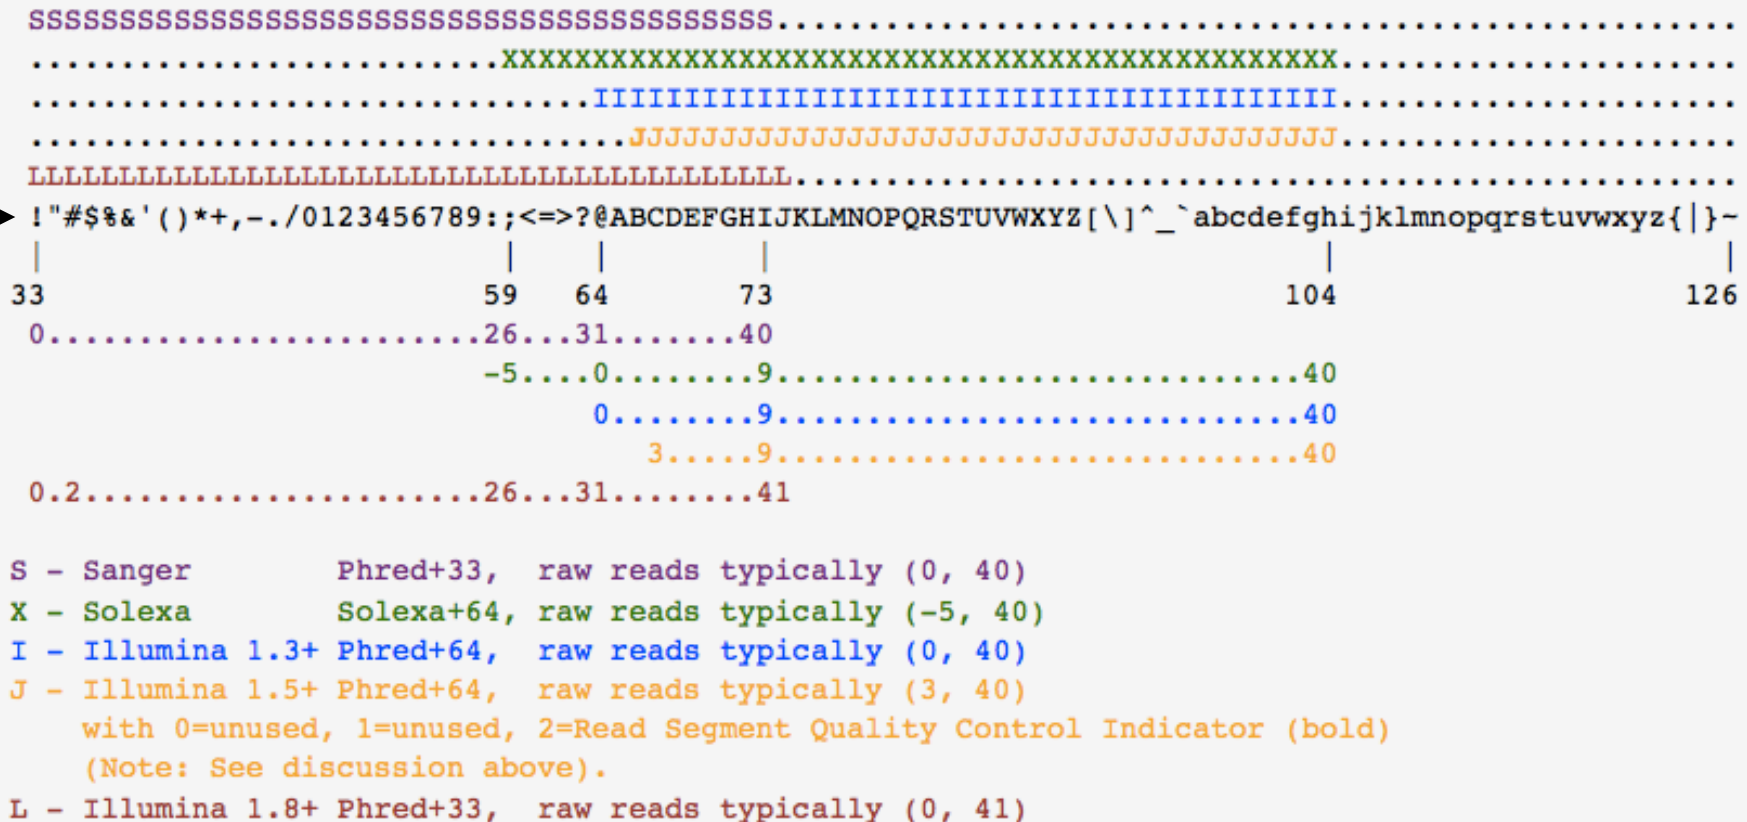 SSSSSSSSSSSSSSSSSSSSSSSSSSSSSSSSSSSSSSSSS.....................................................
..........................XXXXXXXXXXXXXXXXXXXXXXXXXXXXXXXXXXXXXXXXXXXXXX......................
...............................IIIIIIIIIIIIIIIIIIIIIIIIIIIIIIIIIIIIIIIII......................
.................................JJJJJJJJJJJJJJJJJJJJJJJJJJJJJJJJJJJJJJJ......................
LLLLLLLLLLLLLLLLLLLLLLLLLLLLLLLLLLLLLLLLLL....................................................
!"#$%&'()*+,-./0123456789:;<=>?@ABCDEFGHIJKLMNOPQRSTUVWXYZ[\]^_`abcdefghijklmnopqrstuvwxyz{|}~
| | | | | |
33 59 64 73 104 126
0........................26...31.......40
-5....0........9.............................40
0........9.............................40
3.....9.............................40
0.2......................26...31........41
S - Sanger Phred+33, raw reads typically (0, 40)
X - Solexa Solexa+64, raw reads typically (-5, 40)
I - Illumina 1.3+ Phred+64, raw reads typically (0, 40)
J - Illumina 1.5+ Phred+64, raw reads typically (3, 40)
with 0=unused, 1=unused, 2=Read Segment Quality Control Indicator (bold)
(Note: See discussion above).
L - Illumina 1.8+ Phred+33, raw reads typically (0, 41)